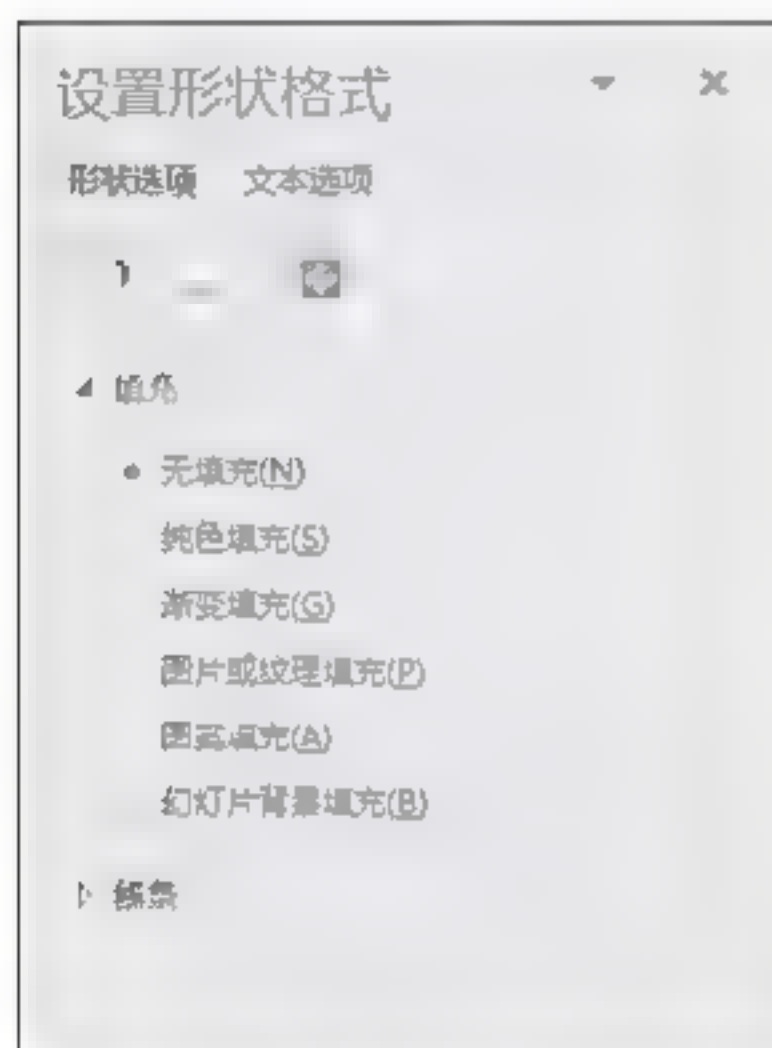 设置形状格式
形状选项 文本选项
填充
无填充(N)
纯色填充(S)
渐变填充(G)
图片或纹理填充(P)
图案填充(A)
幻灯片背景填充(B)
线条